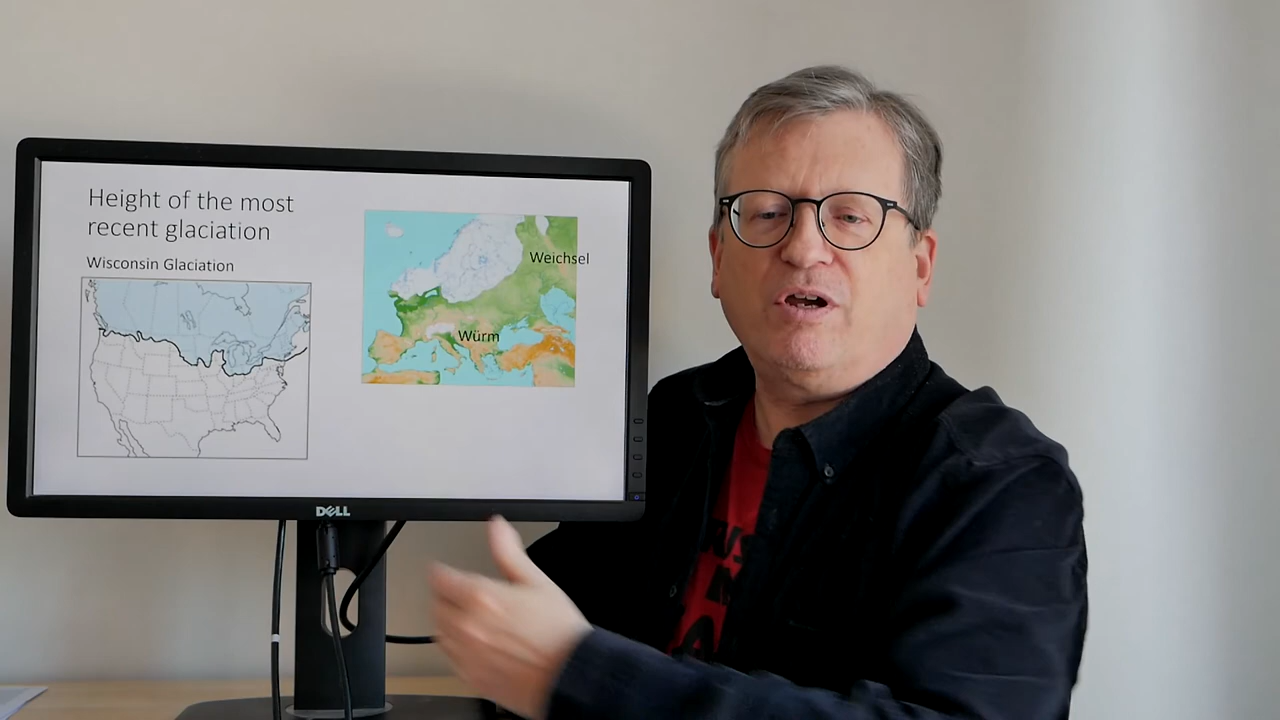 Height of the most
recent glaciation
Wisconsin Glaciation
Weichsel
Würm
DELL